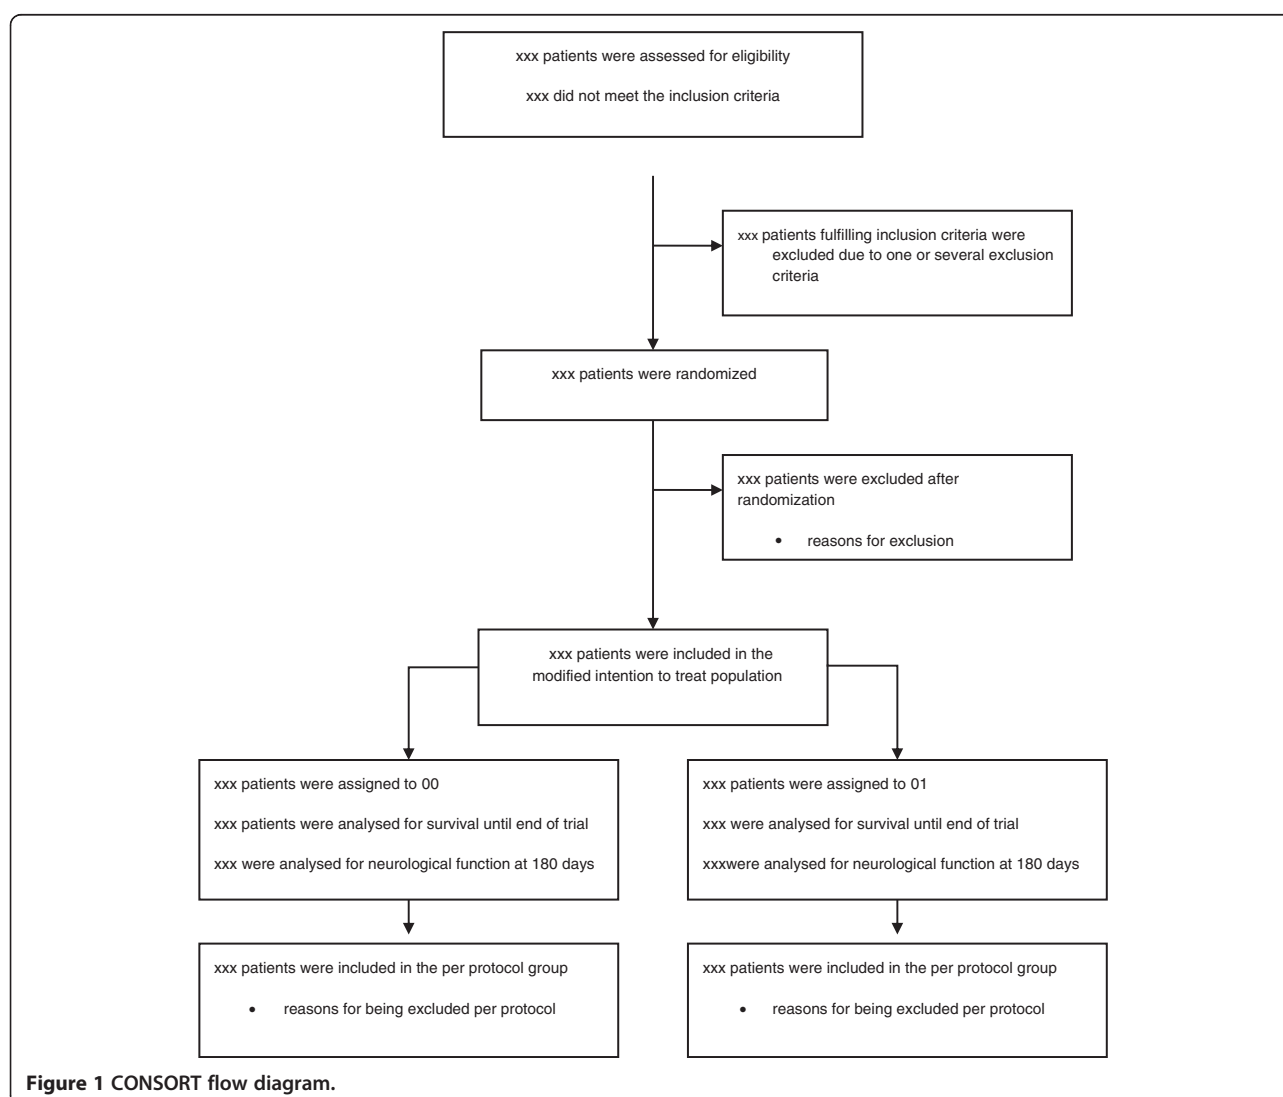 xxx patients were assessed for eligibility
xxx did not meet the inclusion criteria
xxx patients fulfilling inclusion criteria were
excluded due to one or several exclusion
criteria
xxx patients were randomized
xxx patients were excluded after
randomization
• reasons for exclusion
xxx patients were included in the
modified intention to treat population
xxx patients were assigned to 00
xxx patients were analysed for survival until end of trial
xxx were analysed for neurological function at 180 days
xxx patients were assigned to 01
xxx were analysed for survival until end of trial
xxxwere analysed for neurological function at 180 days
xxx patients were included in the per protocol group
• reasons for being excluded per protocol
xxx patients were included in the per protocol group
• reasons for being excluded per protocol
Figure 1 CONSORT flow diagram.